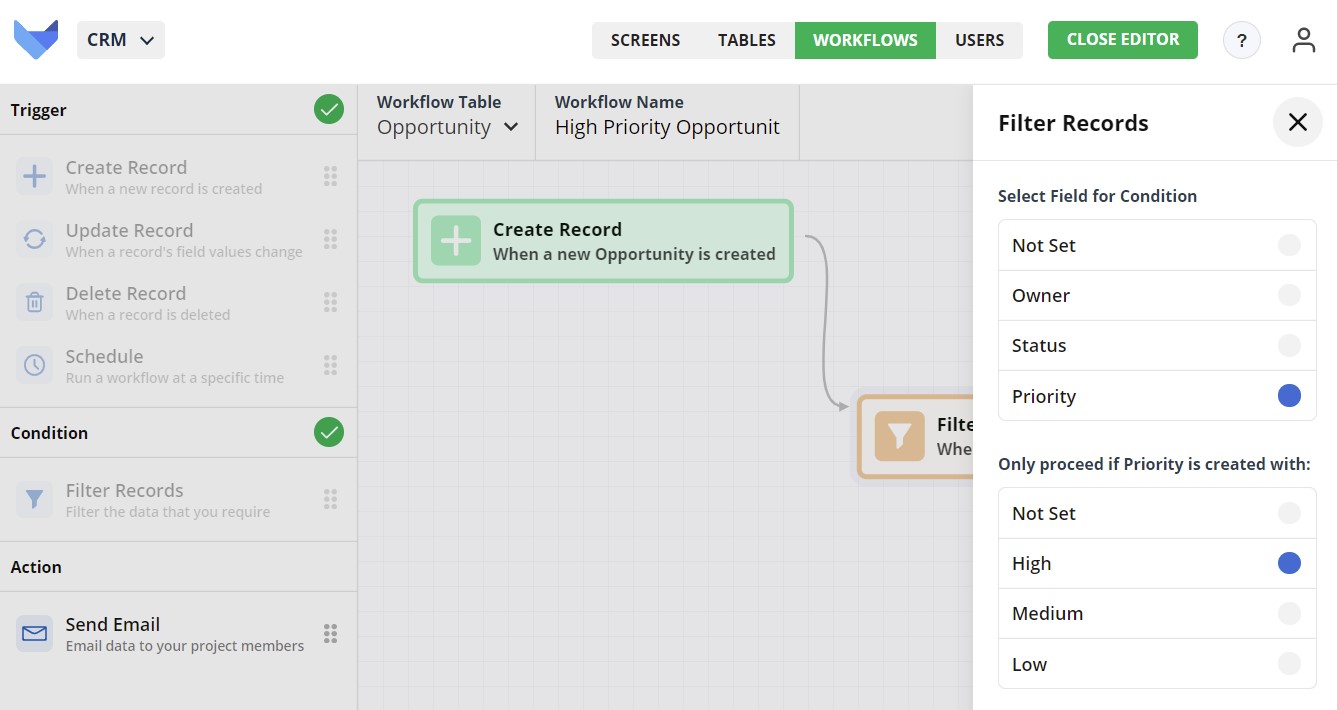 CRM
SCREENS
TABLES
WORKFLOWS
USERS
CLOSE EDITOR
?
Trigger
Create Record
When a new record is created
Update Record
When a record's field values change
Delete Record
When a record is deleted
Schedule
Run a workflow at a specific time
Condition
Filter Records
Filter the data that you require
Action
Send Email
Email data to your project members
Workflow Table
Opportunity
Workflow Name
High Priority Opportunit
Create Record
When a new Opportunity is created
Filte
Whe
Filter Records
Select Field for Condition
Not Set
Owner
Status
Priority
Only proceed if Priority is created with:
Not Set
High
Medium
Low